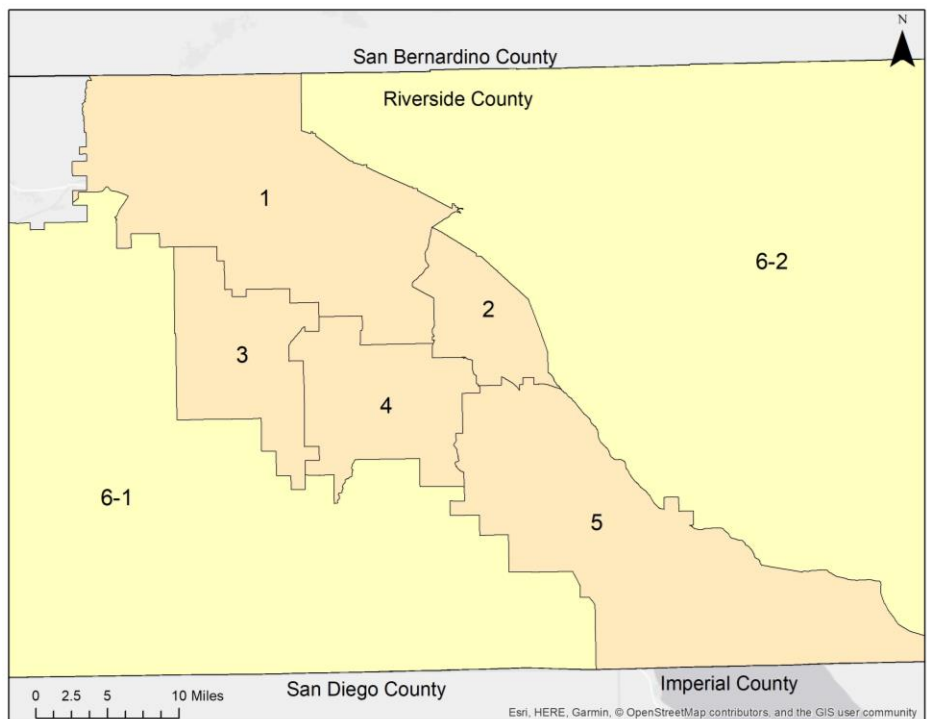 N
San Bernardino County
Riverside County
1
6-2
2
3
4
6-1
5
0 2.5 5 10 Miles
San Diego County
Imperial County
Esri, HERE, Garmin, © OpenStreetMap contributors, and the GIS user community